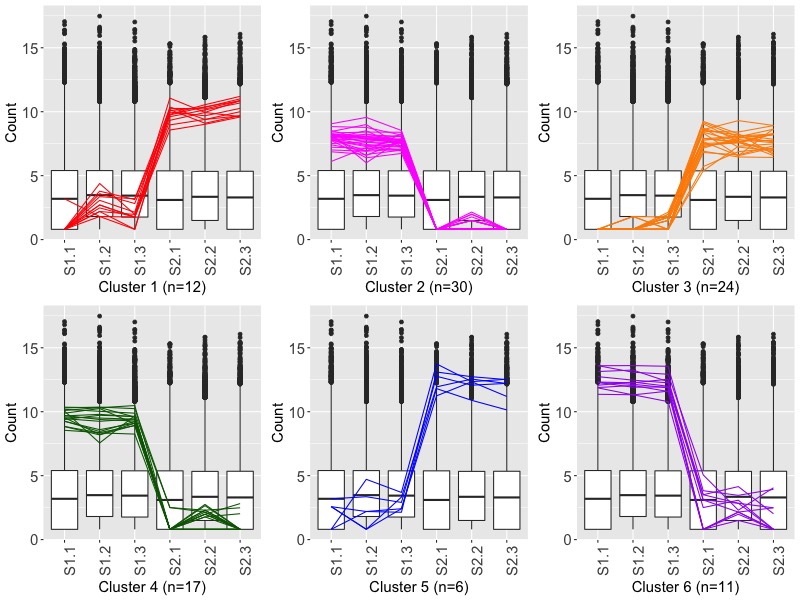 15
10
5
0
Count
S1.1 S1.2 S1.3 S2.1 S2.2 S2.3
Cluster 1 (n=12)
15
10
5
0
Count
S1.1 S1.2 S1.3 S2.1 S2.2 S2.3
Cluster 2 (n=30)
15
10
5
0
Count
S1.1 S1.2 S1.3 S2.1 S2.2 S2.3
Cluster 3 (n=24)
15
10
5
0
Count
S1.1 S1.2 S1.3 S2.1 S2.2 S2.3
Cluster 4 (n=17)
15
10
5
0
Count
S1.1 S1.2 S1.3 S2.1 S2.2 S2.3
Cluster 5 (n=6)
15
10
5
0
Count
S1.1 S1.2 S1.3 S2.1 S2.2 S2.3
Cluster 6 (n=11)